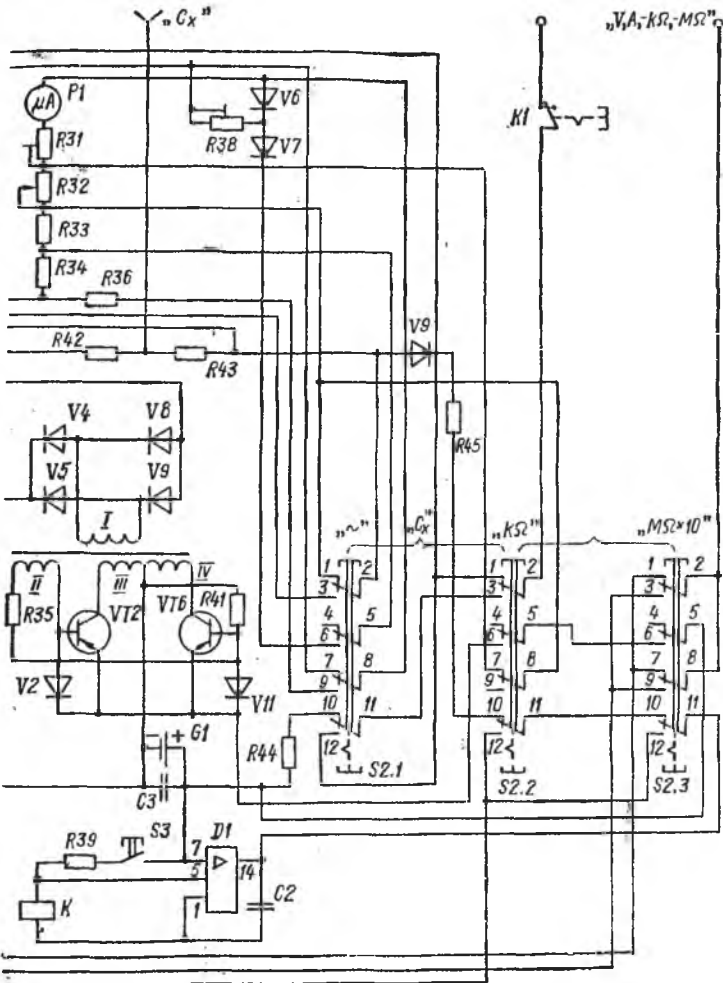 „Cx"
„V,A,-kΩ,-MΩ"
P1
μA
V6
K1
R31
R38
V7
R32
R33
R34
R36
V9
R42
R43
V4
V8
R45
V5
V9
I
„~"
„Cx"
„kΩ"
„MΩ×10"
II
III
IV
1 2
1 2
1 2
3
3
3
R35
VT2
VT6
R41
4 5
4 5
4 5
6
6
6
7 8
7 8
7 8
V2
V11
9
9
9
10 11
10 11
10 11
+ G1
R44
12
12
12
C3
S2.1
S2.2
S2.3
S3
D1
R39
7
5
14
K
1
C2